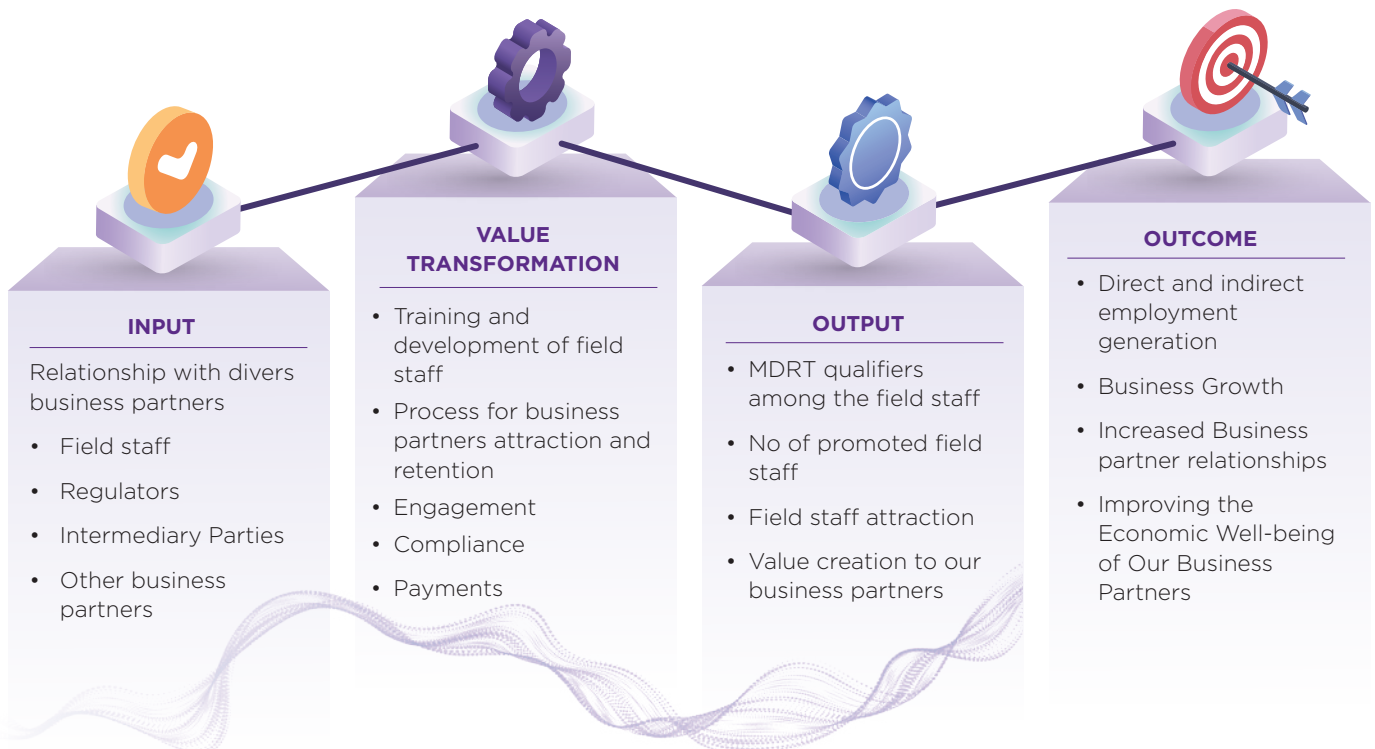 INPUT
Relationship with divers
business partners
• Field staff
• Regulators
• Intermediary Parties
• Other business
partners
VALUE
TRANSFORMATION
• Training and
development of field
staff
• Process for business
partners attraction and
retention
• Engagement
• Compliance
• Payments
OUTPUT
• MDRT qualifiers
among the field staff
• No of promoted field
staff
• Field staff attraction
• Value creation to our
business partners
OUTCOME
• Direct and indirect
employment
generation
• Business Growth
• Increased Business
partner relationships
• Improving the
Economic Well-being
of Our Business
Partners